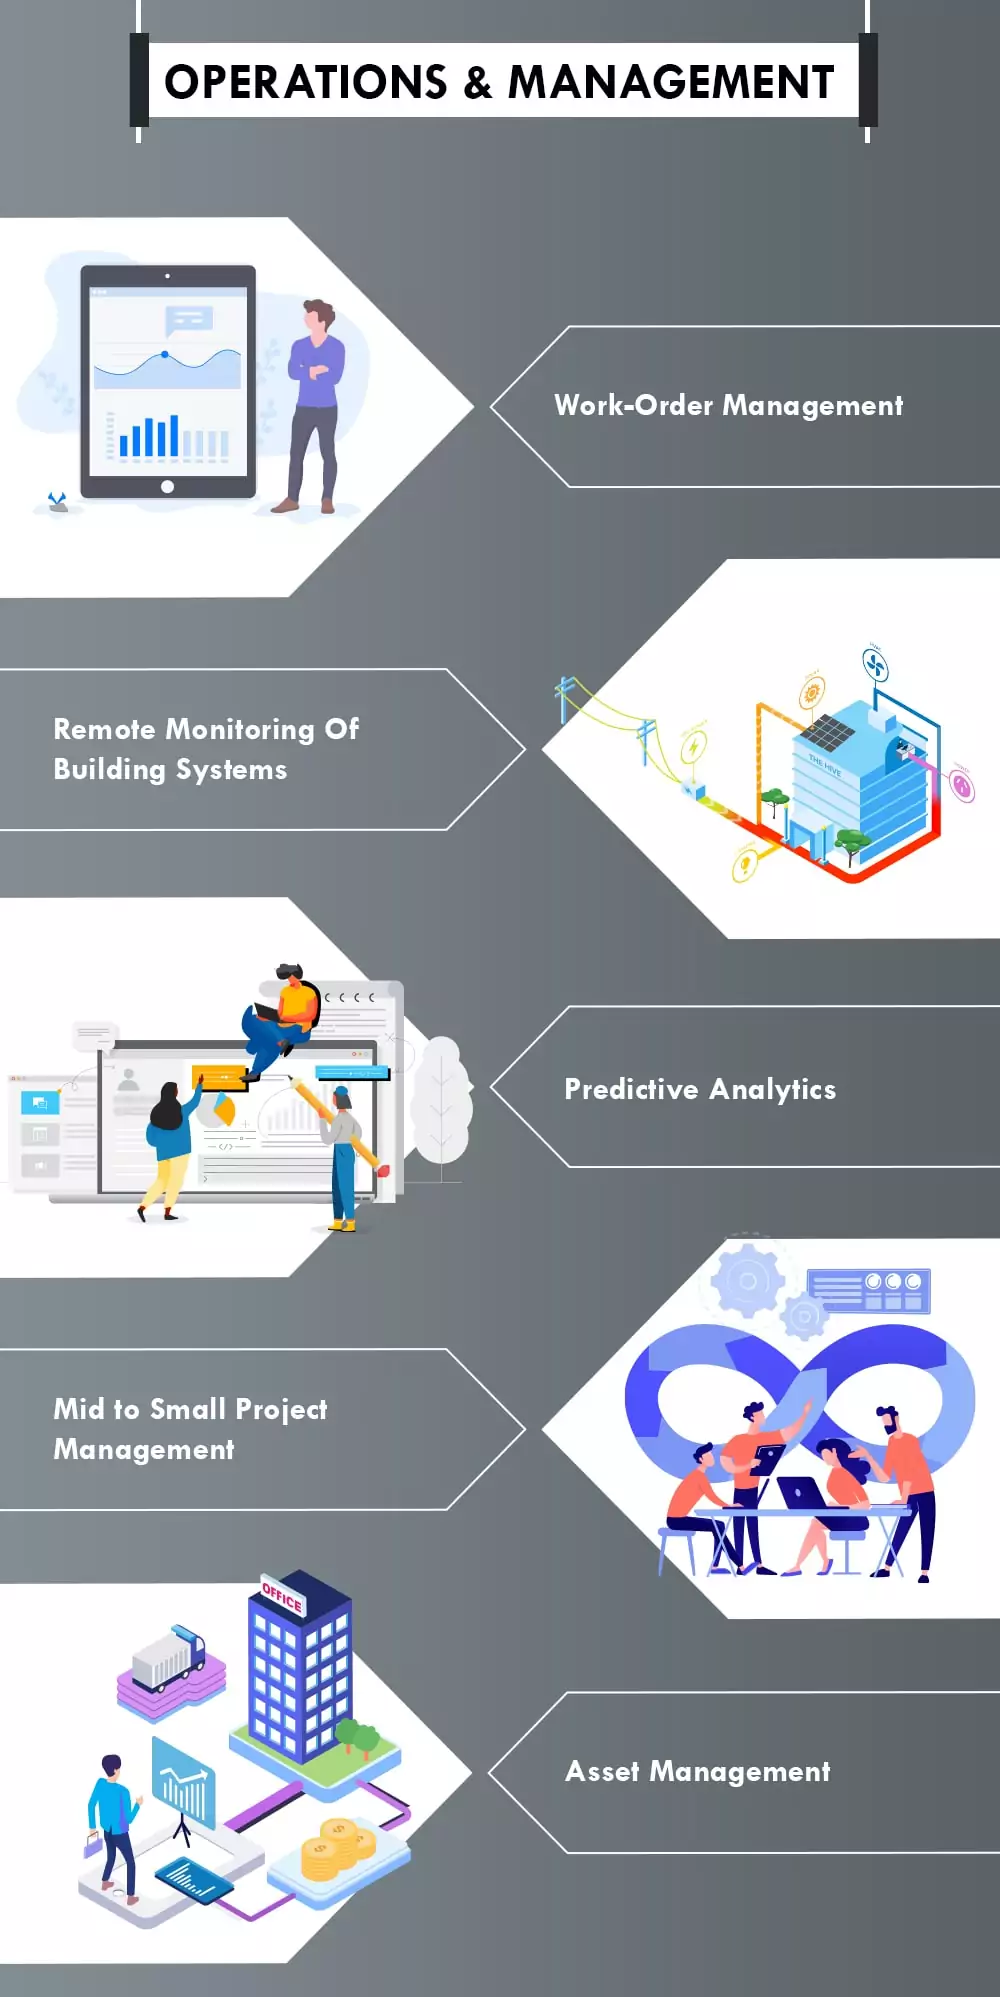 OPERATIONS & MANAGEMENT
Work-Order Management
Remote Monitoring Of
Building Systems
THE HIVE
Predictive Analytics
Mid to Small Project
Management
OFFICE
Asset Management